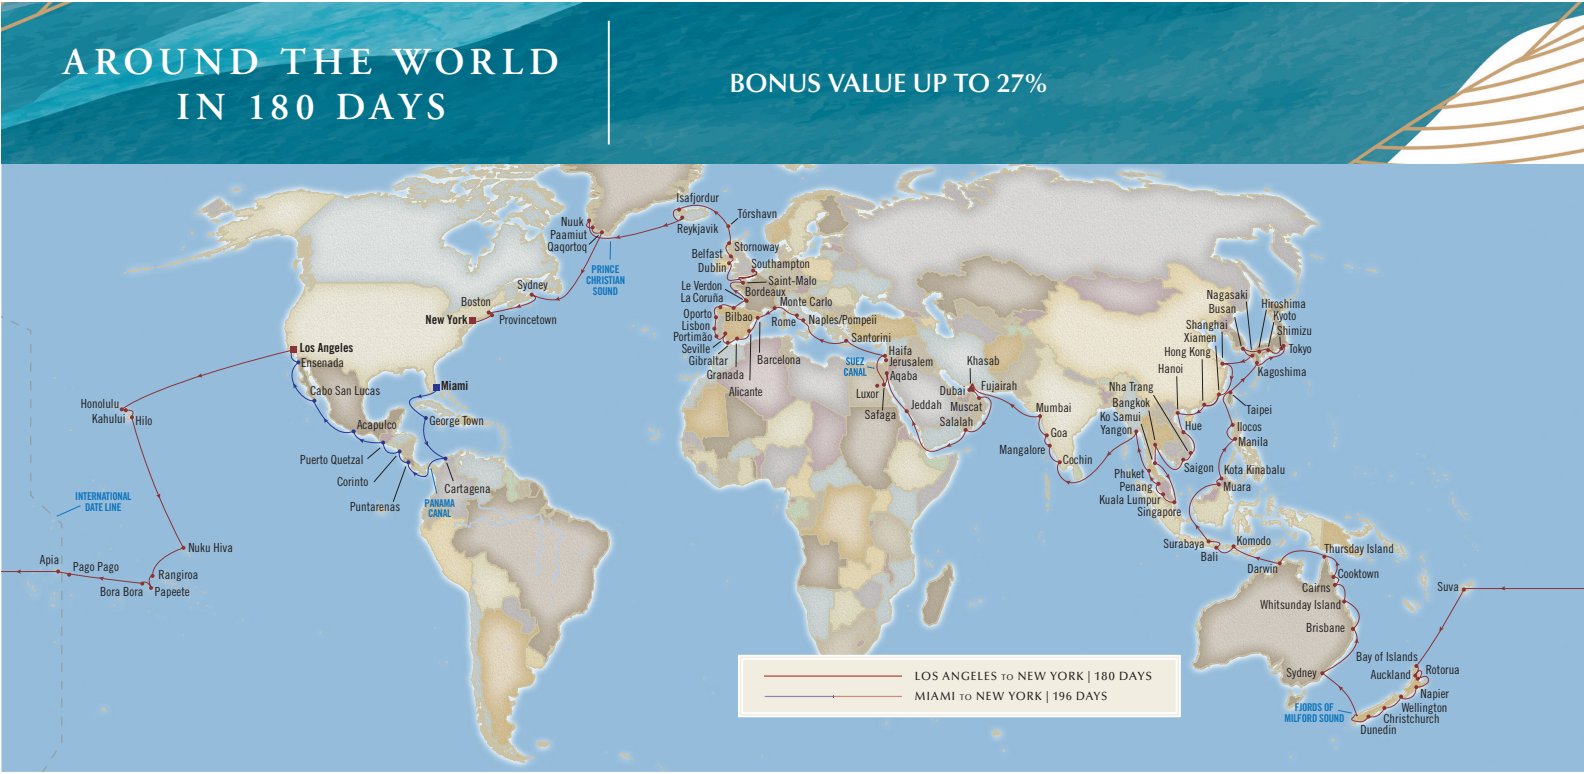 AROUND THE WORLD
IN 180 DAYS
BONUS VALUE UP TO 27%
Isafjordur
Reykjavik
Tórshavn
Nuuk
Paamiut
Qaqortoq
PRINCE
CHRISTIAN
SOUND
Stornoway
Belfast
Dublin
Southampton
Saint-Malo
Le Verdon
Bordeaux
La Coruña
Monte Carlo
Oporto
Bilbao
Rome
Naples/Pompeii
Lisbon
Portimão
Seville
Gibraltar
Granada
Alicante
Barcelona
Santorini
Sydney
Boston
New York
Provincetown
Los Angeles
Ensenada
Cabo San Lucas
Miami
George Town
Acapulco
Puerto Quetzal
Corinto
Puntarenas
PANAMA
CANAL
Cartagena
Honolulu
Kahului
Hilo
INTERNATIONAL
DATE LINE
Nuku Hiva
Apia
Pago Pago
Rangiroa
Bora Bora
Papeete
SUEZ
CANAL
Haifa
Jerusalem
Aqaba
Luxor
Safaga
Jeddah
Khasab
Dubai
Fujairah
Muscat
Salalah
Mumbai
Goa
Mangalore
Cochin
Nagasaki
Busan
Hiroshima
Kyoto
Shimizu
Tokyo
Kagoshima
Shanghai
Xiamen
Hong Kong
Hanoi
Nha Trang
Bangkok
Ko Samui
Yangon
Taipei
Hue
Ilocos
Manila
Saigon
Kota Kinabalu
Muara
Phuket
Penang
Kuala Lumpur
Singapore
Surabaya
Bali
Komodo
Darwin
Thursday Island
Cooktown
Cairns
Whitsunday Island
Brisbane
Suva
Bay of Islands
Sydney
Auckland
Rotorua
Napier
Wellington
Christchurch
Dunedin
FJORDS OF
MILFORD SOUND
LOS ANGELES TO NEW YORK | 180 DAYS
MIAMI TO NEW YORK | 196 DAYS